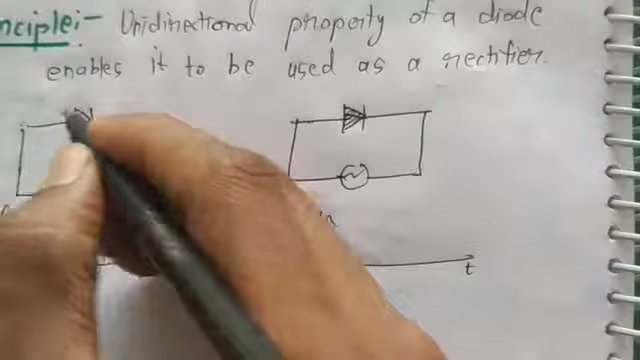 nciple:- Unidirectional property of a diode
enables it to be used as a rectifier.
t